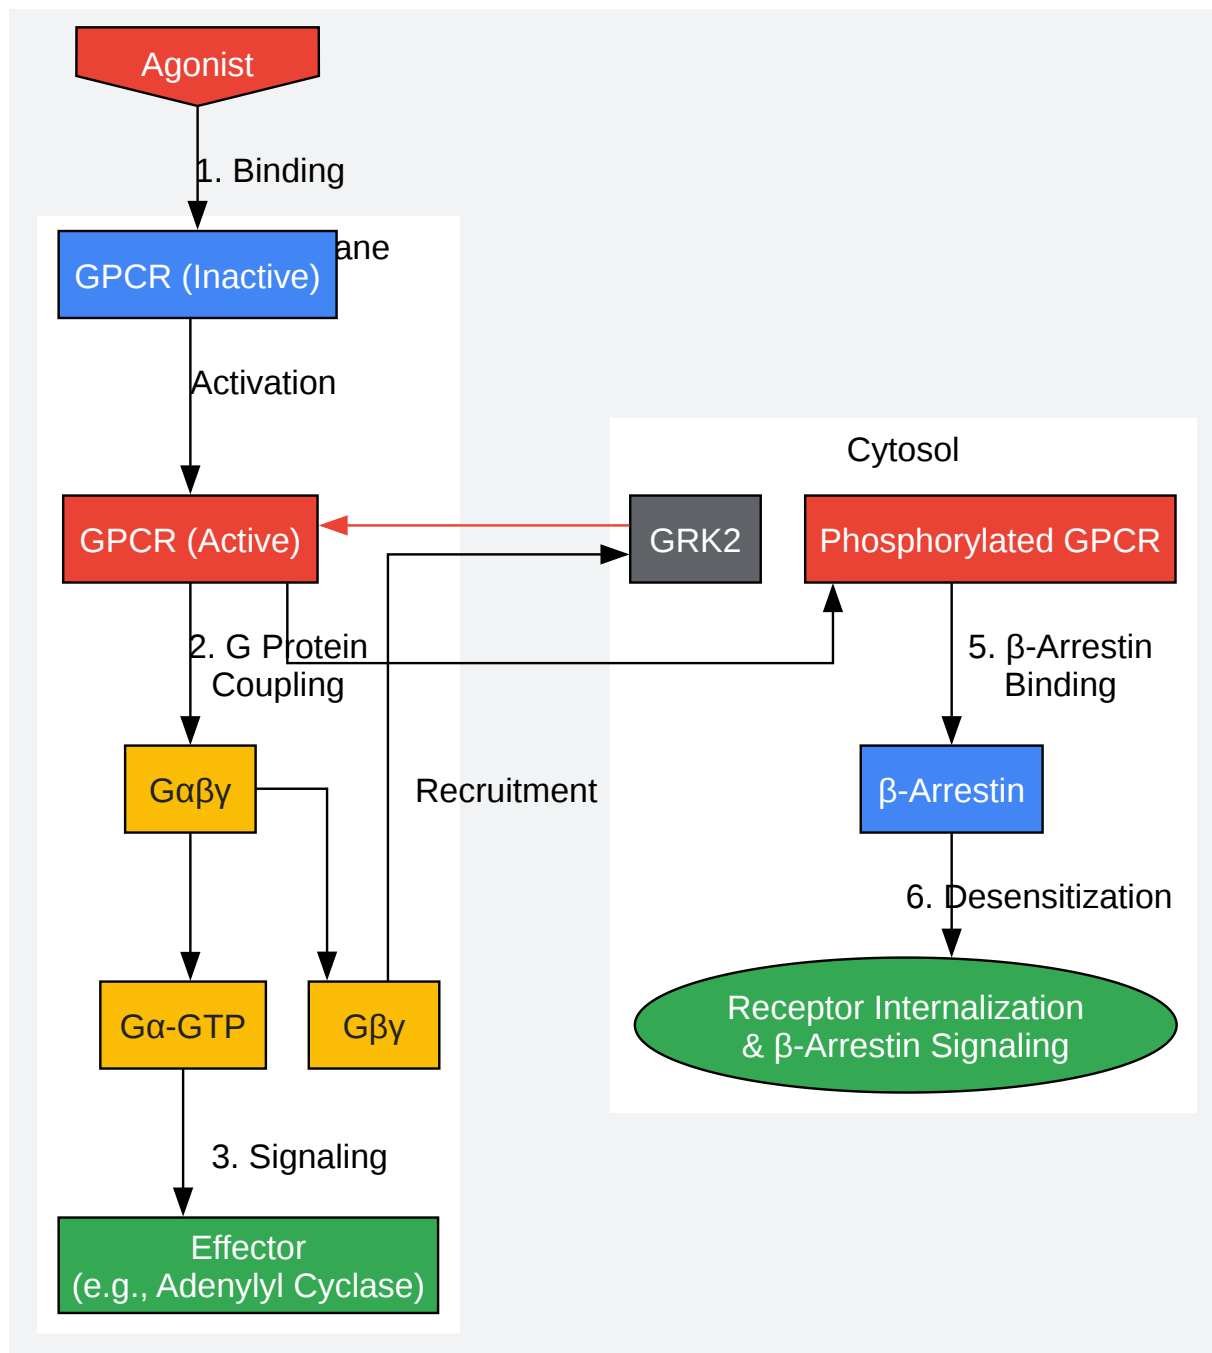 Agonist
1. Binding
GPCR (Inactive)
Activation
Cytosol
GPCR (Active)
GRK2
Phosphorylated GPCR
2. G Protein
Coupling
5. β-Arrestin
Binding
Gαβγ
Recruitment
β-Arrestin
6. Desensitization
Gα-GTP
Gβγ
Receptor Internalization
& β-Arrestin Signaling
3. Signaling
Effector
(e.g., Adenylyl Cyclase)